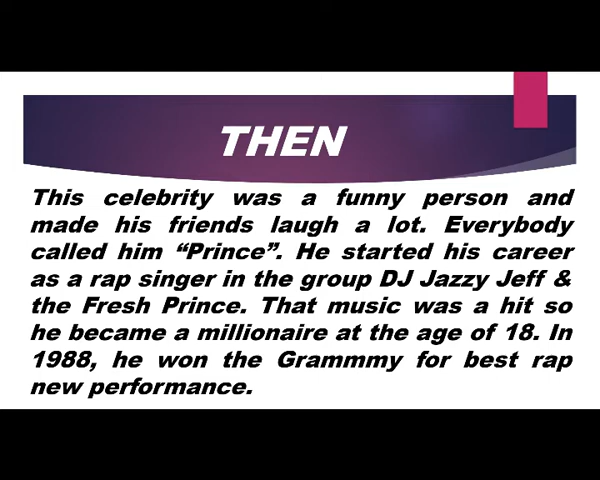 THEN
This celebrity was a funny person and
made his friends laugh a lot. Everybody
called him “Prince”. He started his career
as a rap singer in the group DJ Jazzy Jeff &
the Fresh Prince. That music was a hit so
he became a millionaire at the age of 18. In
1988, he won the Grammmy for best rap
new performance.